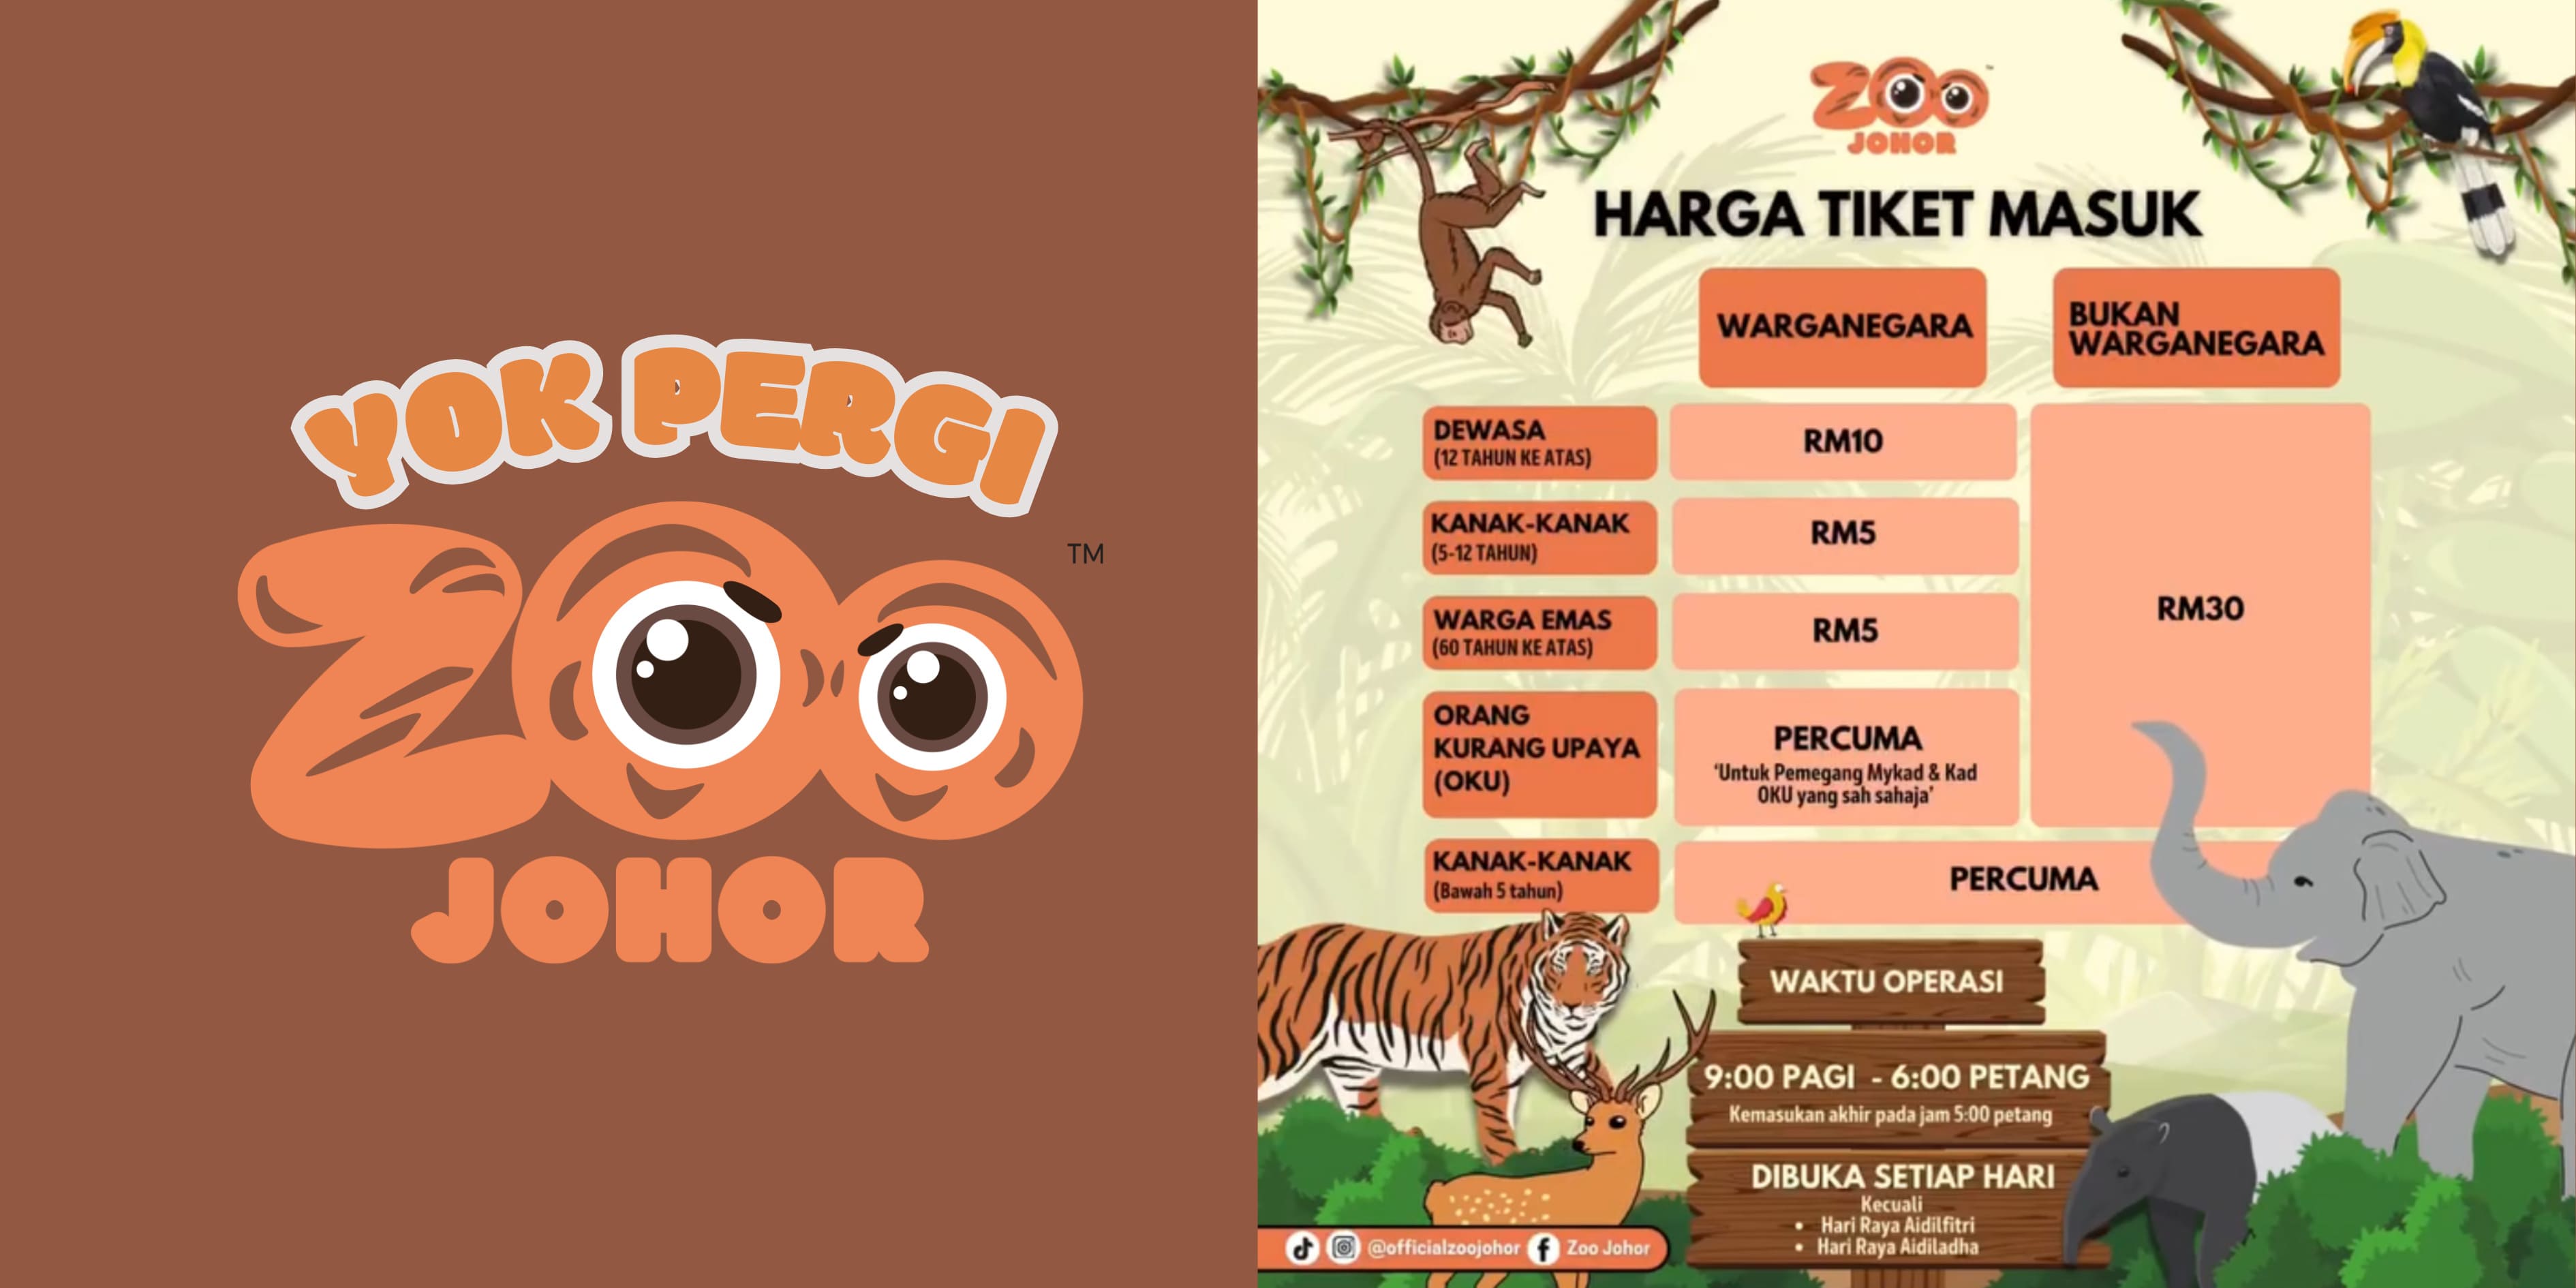 YOK PERGI
ZOO
TM
JOHOR
ZOO
JOHOR
HARGA TIKET MASUK
WARGANEGARA
BUKAN
WARGANEGARA
DEWASA
(12 TAHUN KE ATAS)
RM10
KANAK-KANAK
(5-12 TAHUN)
RM5
WARGA EMAS
(60 TAHUN KE ATAS)
RM5
RM30
ORANG
KURANG UPAYA
(OKU)
PERCUMA
'Untuk Pemegang Mykad & Kad
OKU yang sah sahaja'
KANAK-KANAK
(Bawah 5 tahun)
PERCUMA
WAKTU OPERASI
9:00 PAGI - 6:00 PETANG
Kemasukan akhir pada jam 5:00 petang
DIBUKA SETIAP HARI
Kecuali
• Hari Raya Aidilfitri
• Hari Raya Aidiladha
@officialzoojohor Zoo Johor